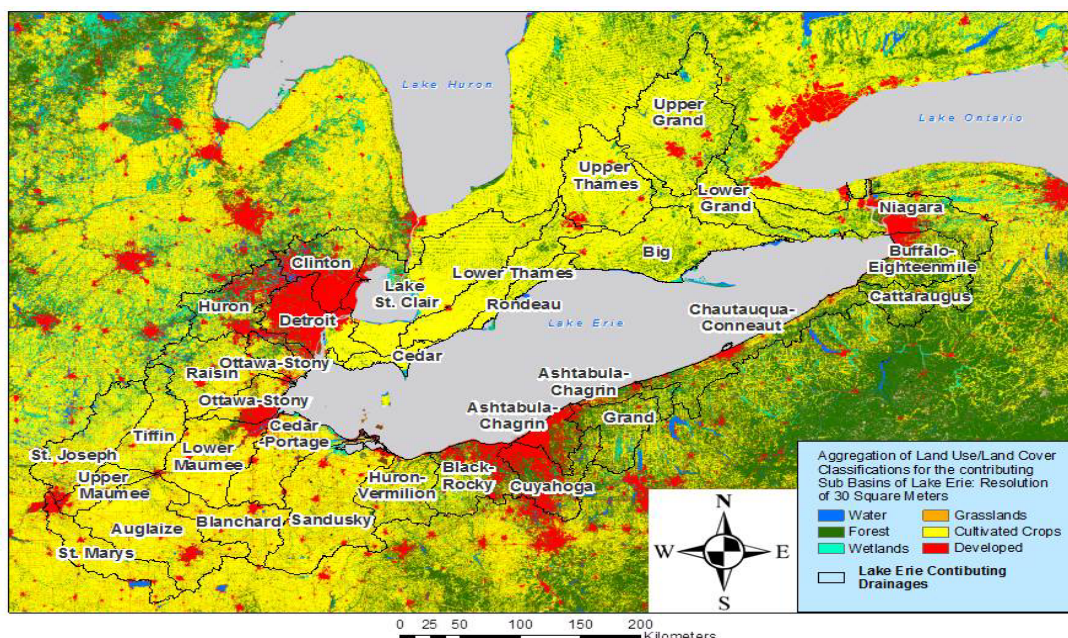 Lake Huron
Upper
Grand
Lake Ontario
Upper
Thames
Lower
Grand
Niagara
Big
Buffalo-
Eighteenmile
Clinton
Lake
St. Clair
Lower Thames
Cattaraugus
Huron
Rondeau
Chautauqua-
Conneaut
Detroit
Lake Erie
Cedar
Ottawa-Stony
Raisin
Ashtabula-
Chagrin
Ottawa-Stony
Ashtabula-
Chagrin
Grand
Cedar
Portage
Tiffin
Lower
Maumee
St. Joseph
Upper
Maumee
Huron-
Vermilion
Black-
Rocky
Cuyahoga
Auglaize
Blanchard
Sandusky
St. Marys
Aggregation of Land Use/Land Cover
Classifications for the contributing
Sub Basins of Lake Erie: Resolution
of 30 Square Meters
Water
Grasslands
Forest
Cultivated Crops
Wetlands
Developed
Lake Erie Contibuting
Drainages
N
W
E
S
0 25 50 100 150 200
Kilometers